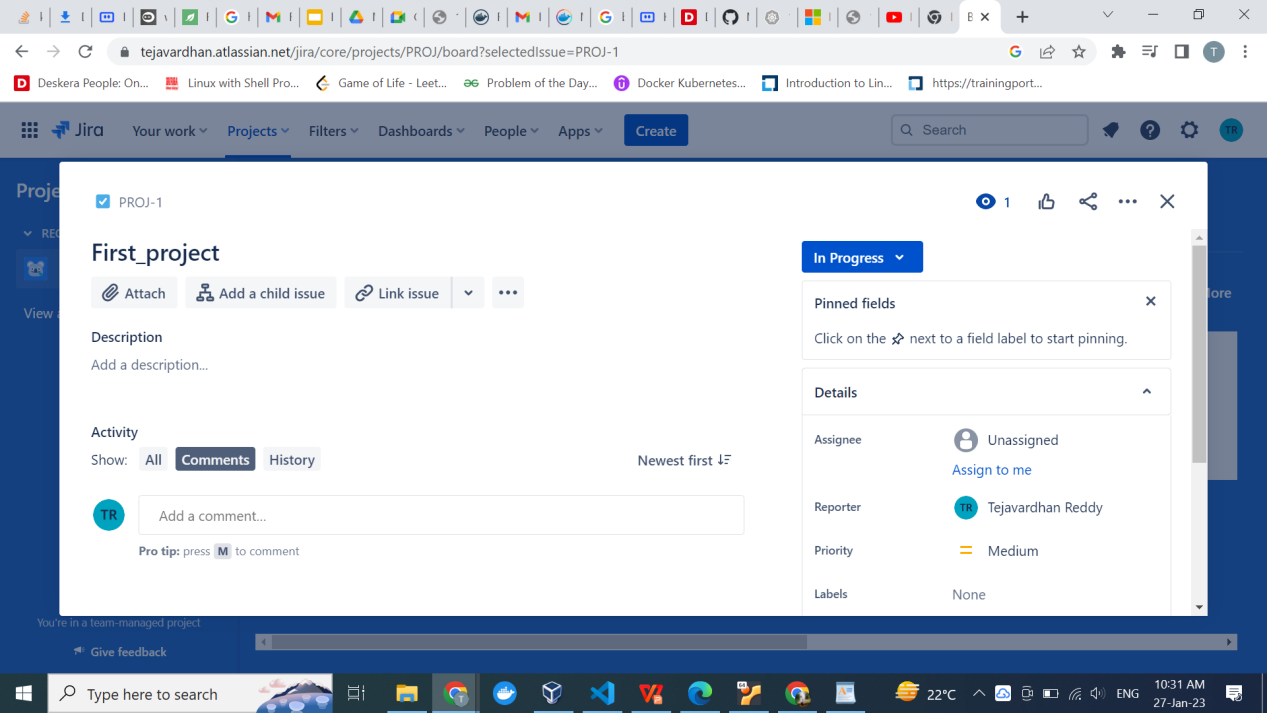 tejavardhan.atlassian.net/jira/core/projects/PROJ/board?selectedIssue=PROJ-1
T
Deskera People: On... Linux with Shell Pro... Game of Life - Leet... Problem of the Day... Docker Kubernetes... Introduction to Lin... https://trainingport...
Jira Your work Projects Filters Dashboards People Apps Create Search TR
Proje
REC
View a
ore
PROJ-1 1
First_project
In Progress
Attach Add a child issue Link issue
Pinned fields
Click on the next to a field label to start pinning.
Description
Add a description...
Details
Activity
Show: All Comments History Newest first
Assignee Unassigned
Assign to me
TR Add a comment...
Reporter TR Tejavardhan Reddy
Pro tip: press M to comment
Priority Medium
Labels None
You're in a team-managed project
Give feedback
Type here to search 22°C ENG 10:31 AM
27-Jan-23